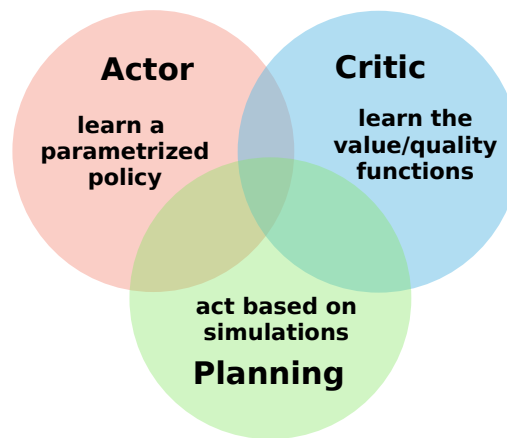 Actor
learn a
parametrized
policy
Critic
learn the
value/quality
functions
act based on
simulations
Planning